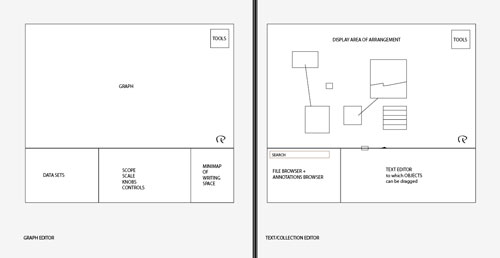 TOOLS
GRAPH
DATA SETS
SCOPE
SCALE
KNOBS
CONTROLS
MINIMAP
OF
WRITING
SPACE
GRAPH EDITOR
DISPLAY AREA OF ARRANGEMENT
TOOLS
SEARCH
FILE BROWSER +
ANNOTATIONS BROWSER
TEXT EDITOR
to which OBJECTS
can be dragged
TEXT/COLLECTION EDITOR